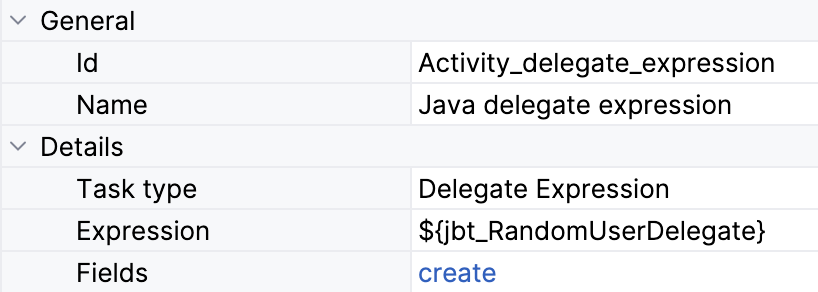 General
Id Activity_delegate_expression
Name Java delegate expression
Details
Task type Delegate Expression
Expression ${jbt_RandomUserDelegate}
Fields create